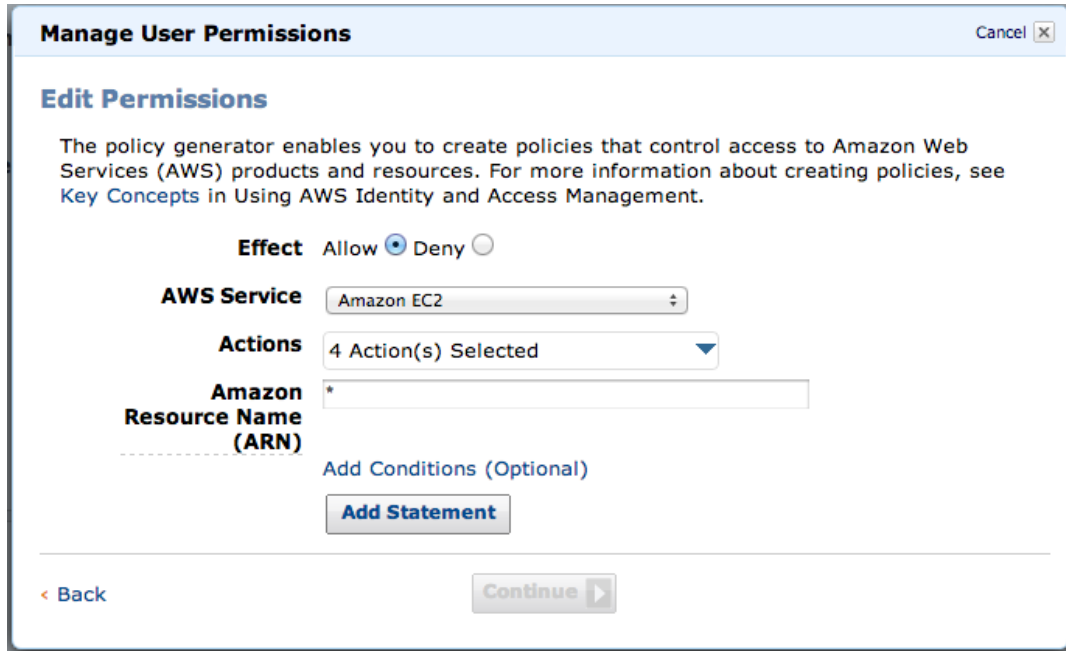 Manage User Permissions
Cancel
Edit Permissions
The policy generator enables you to create policies that control access to Amazon Web
Services (AWS) products and resources. For more information about creating policies, see
Key Concepts in Using AWS Identity and Access Management.
Effect Allow Deny
AWS Service Amazon EC2
Actions 4 Action(s) Selected
Amazon *
Resource Name
(ARN)
Add Conditions (Optional)
Add Statement
< Back
Continue